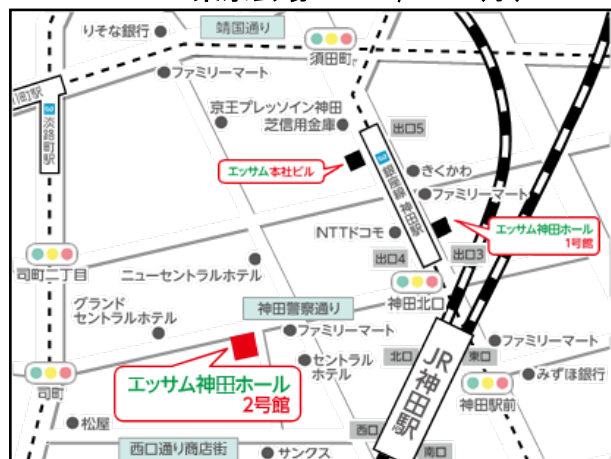 りそな銀行
靖国通り
須田町
ファミリーマート
京王プレッソイン神田
芝信用金庫
出口5
町駅
淡路町駅
エッサム本社ビル
銀座線 神田駅
きくかわ
ファミリーマート
エッサム神田ホール
1号館
NTTドコモ
出口4
出口3
司町二丁目
ニューセントラルホテル
神田北口
グランド
セントラルホテル
神田警察通り
ファミリーマート
セントラル
ホテル
北口
東口
JR神田駅
ファミリーマート
みずほ銀行
神田駅前
エッサム神田ホール
2号館
司町
松屋
西口通り商店街
サンクス
西口
南口